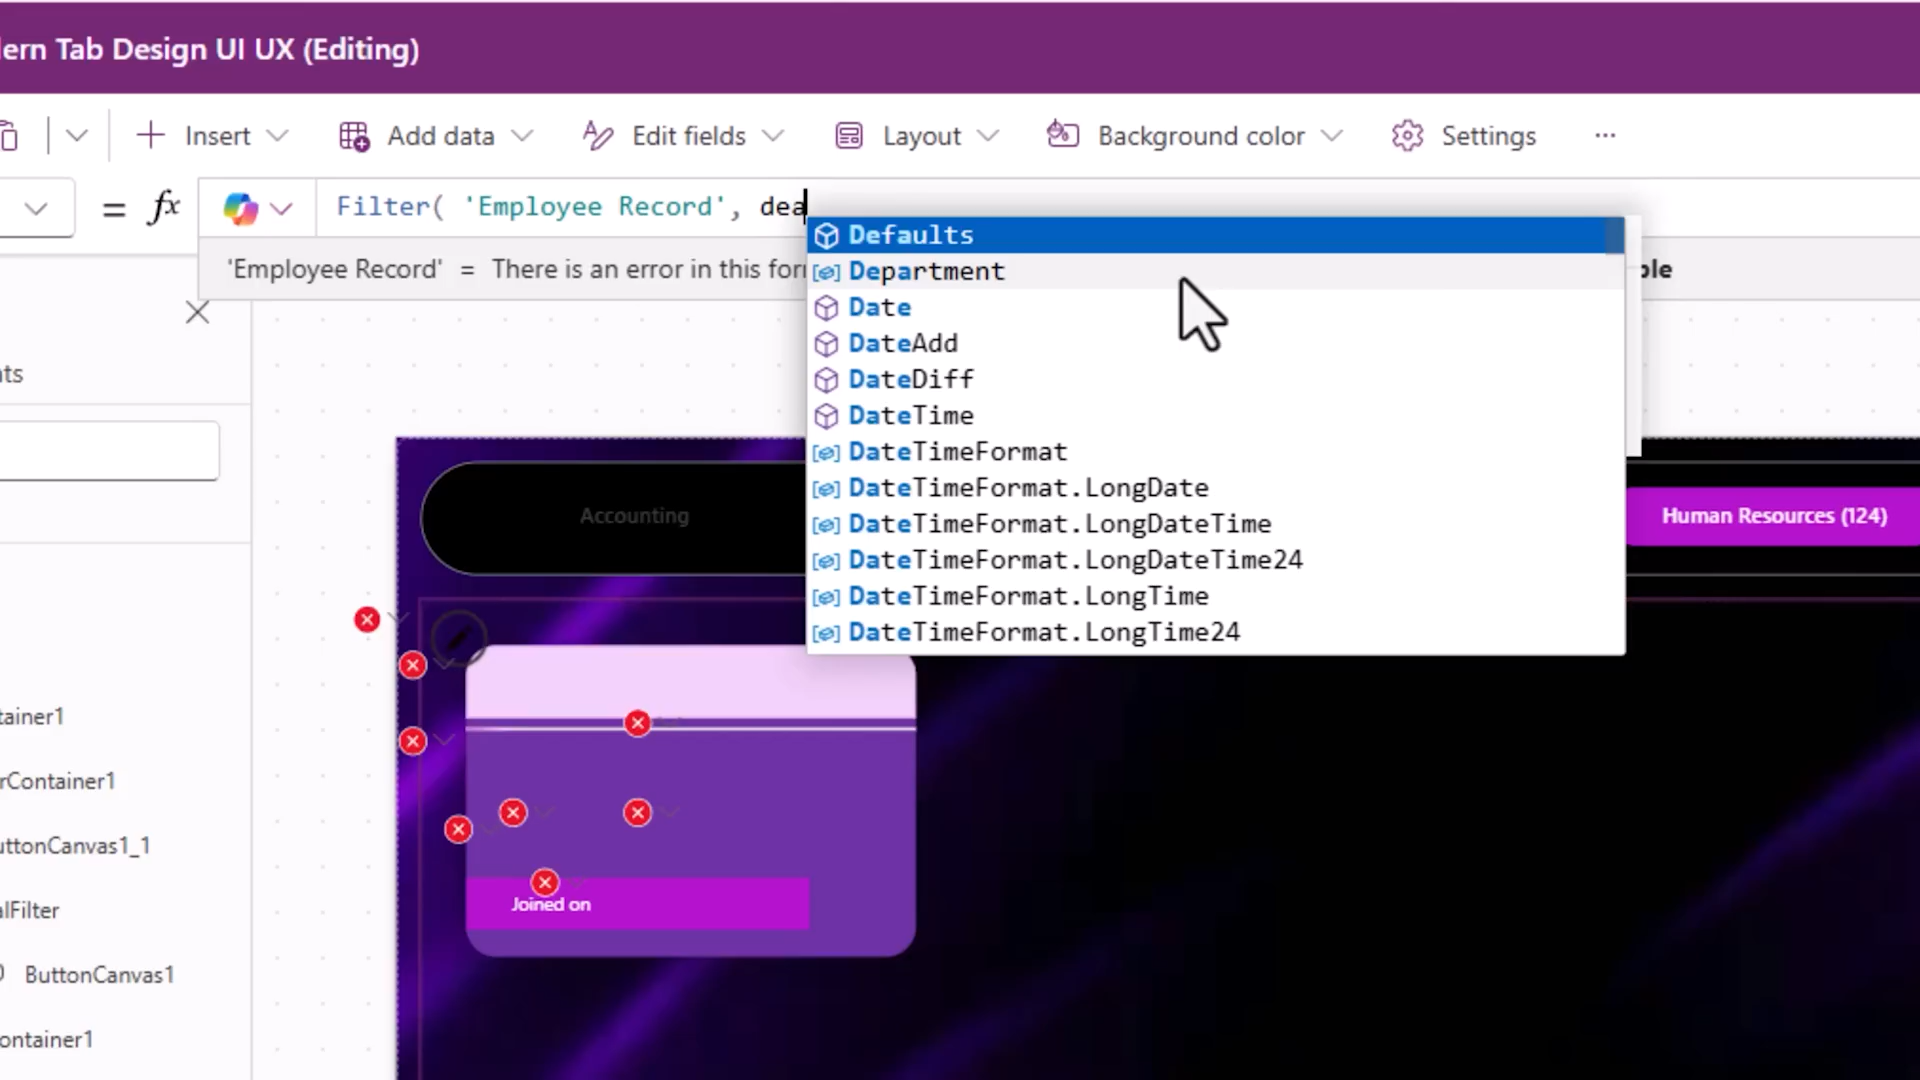 lern Tab Design UI UX (Editing)
Insert
Add data
Edit fields
Layout
Background color
Settings
...
= fx
Filter( 'Employee Record', dea
'Employee Record' = There is an error in this for
ble
Defaults
Department
Date
DateAdd
DateDiff
DateTime
DateTimeFormat
DateTimeFormat.LongDate
DateTimeFormat.LongDateTime
DateTimeFormat.LongDateTime24
DateTimeFormat.LongTime
DateTimeFormat.LongTime24
nts
Accounting
Human Resources (124)
tainer1
rContainer1
uttonCanvas1_1
alFilter
ButtonCanvas1
ontainer1
Joined on